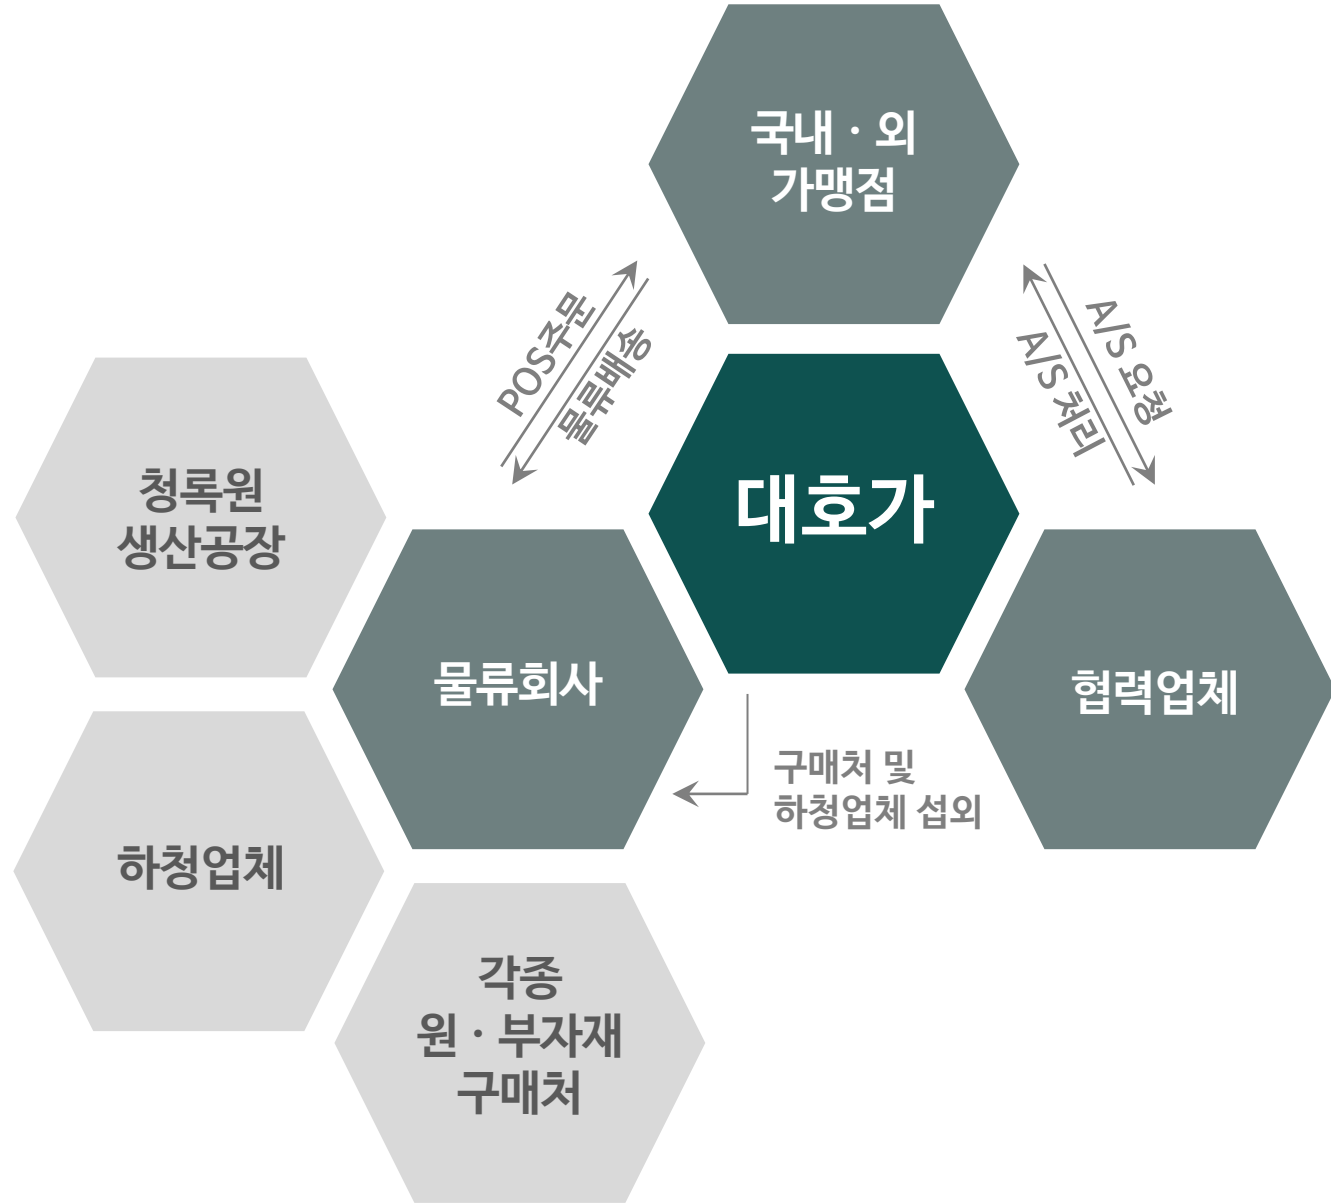 국내 · 외
가맹점
POS주문
물류배송
A/S 요청
A/S 처리
대호가
청록원
생산공장
물류회사
협력업체
구매처 및
하청업체 섭외
하청업체
각종
원 · 부자재
구매처